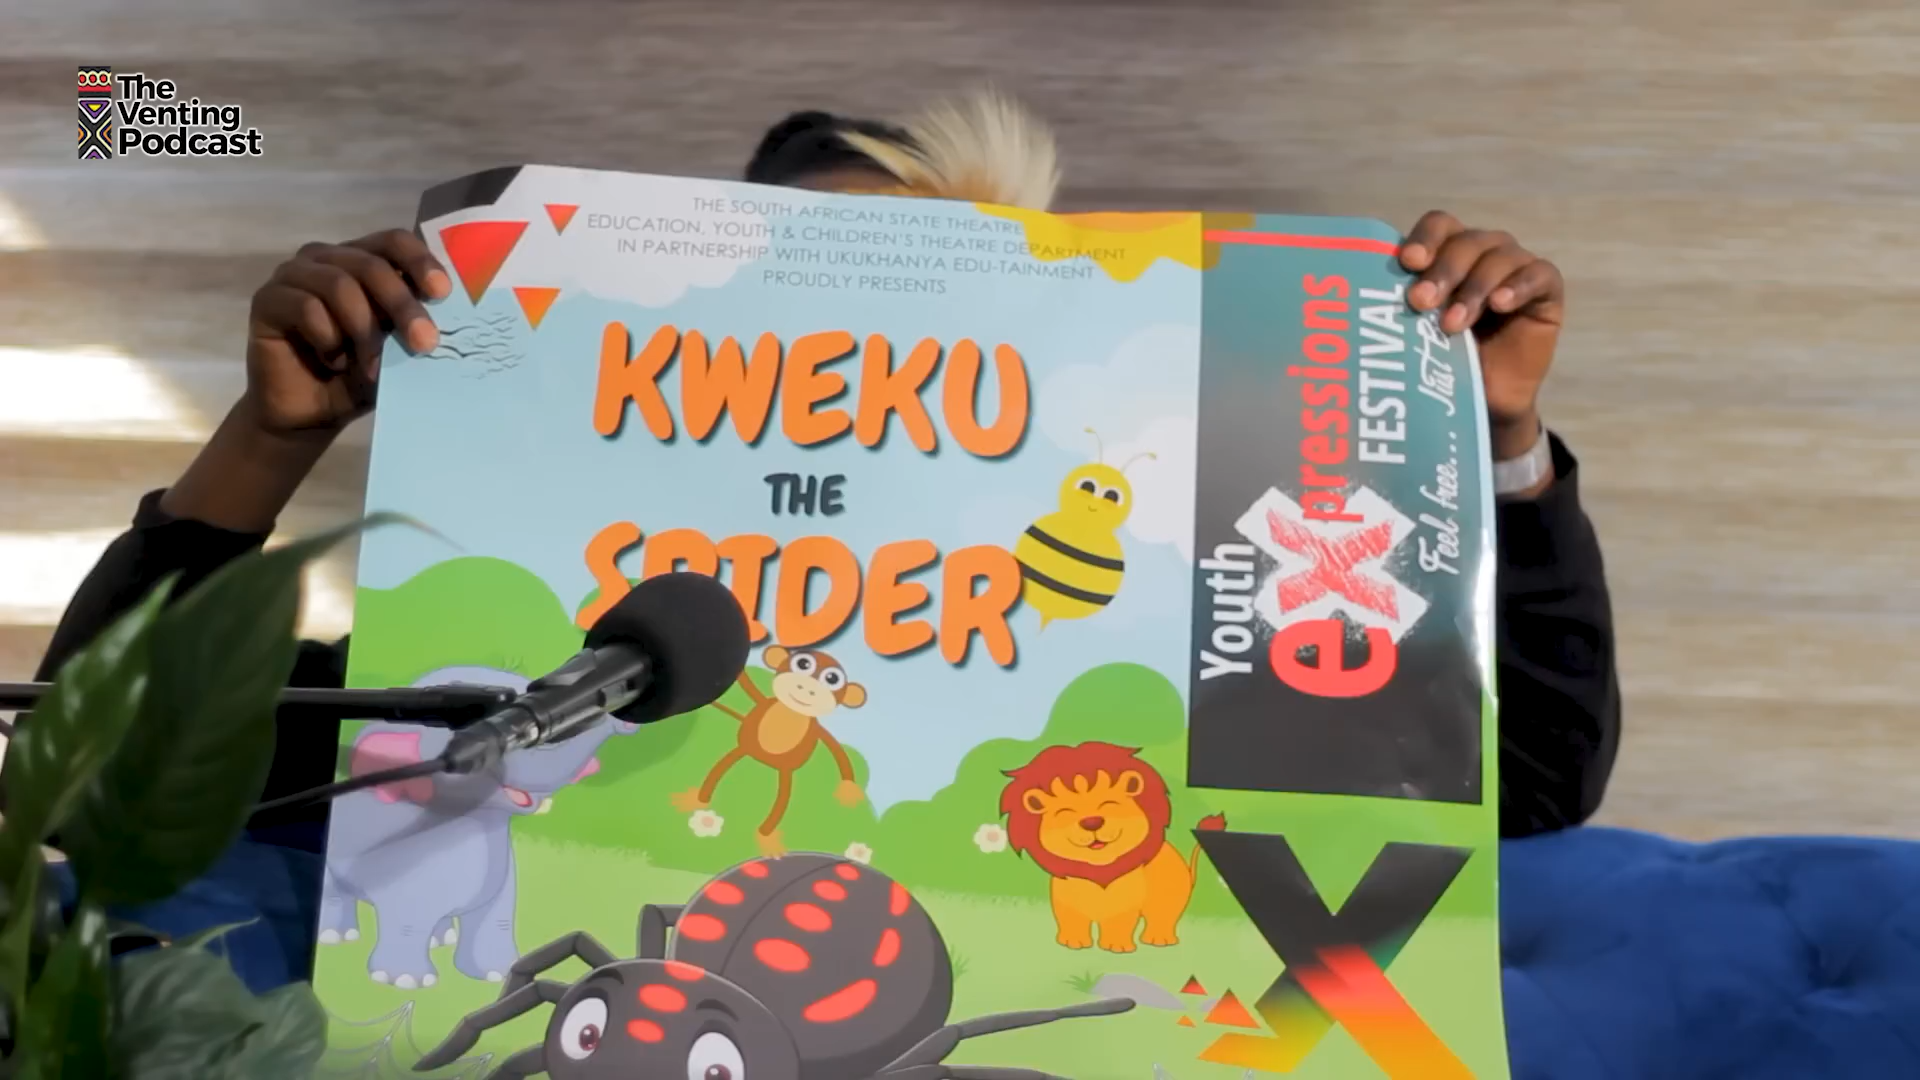 The
Venting
Podcast
THE SOUTH AFRICAN STATE THEATRE
EDUCATION, YOUTH & CHILDREN'S THEATRE DEPARTMENT
IN PARTNERSHIP WITH UKUKHANYA EDU-TAINMENT
PROUDLY PRESENTS
KWEKU
THE
SPIDER
Youth
eXpressions
FESTIVAL
Feel free... Just
X